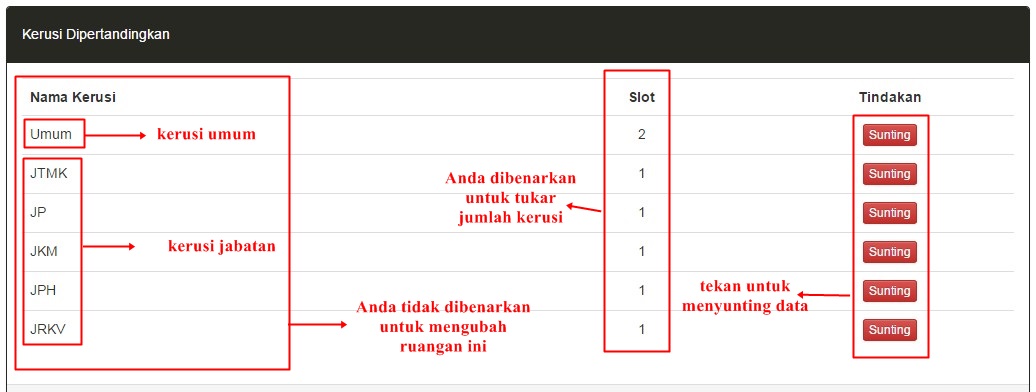 Kerusi Dipertandingkan
Nama Kerusi Slot Tindakan
Umum kerusi umum 2 Sunting
JTMK 1 Sunting
Anda dibenarkan
untuk tukar
jumlah kerusi
JP 1 Sunting
JKM kerusi jabatan 1 Sunting
JPH 1 Sunting
tekan untuk
menyunting data
Anda tidak dibenarkan
untuk mengubah
ruangan ini
JRKV 1 Sunting